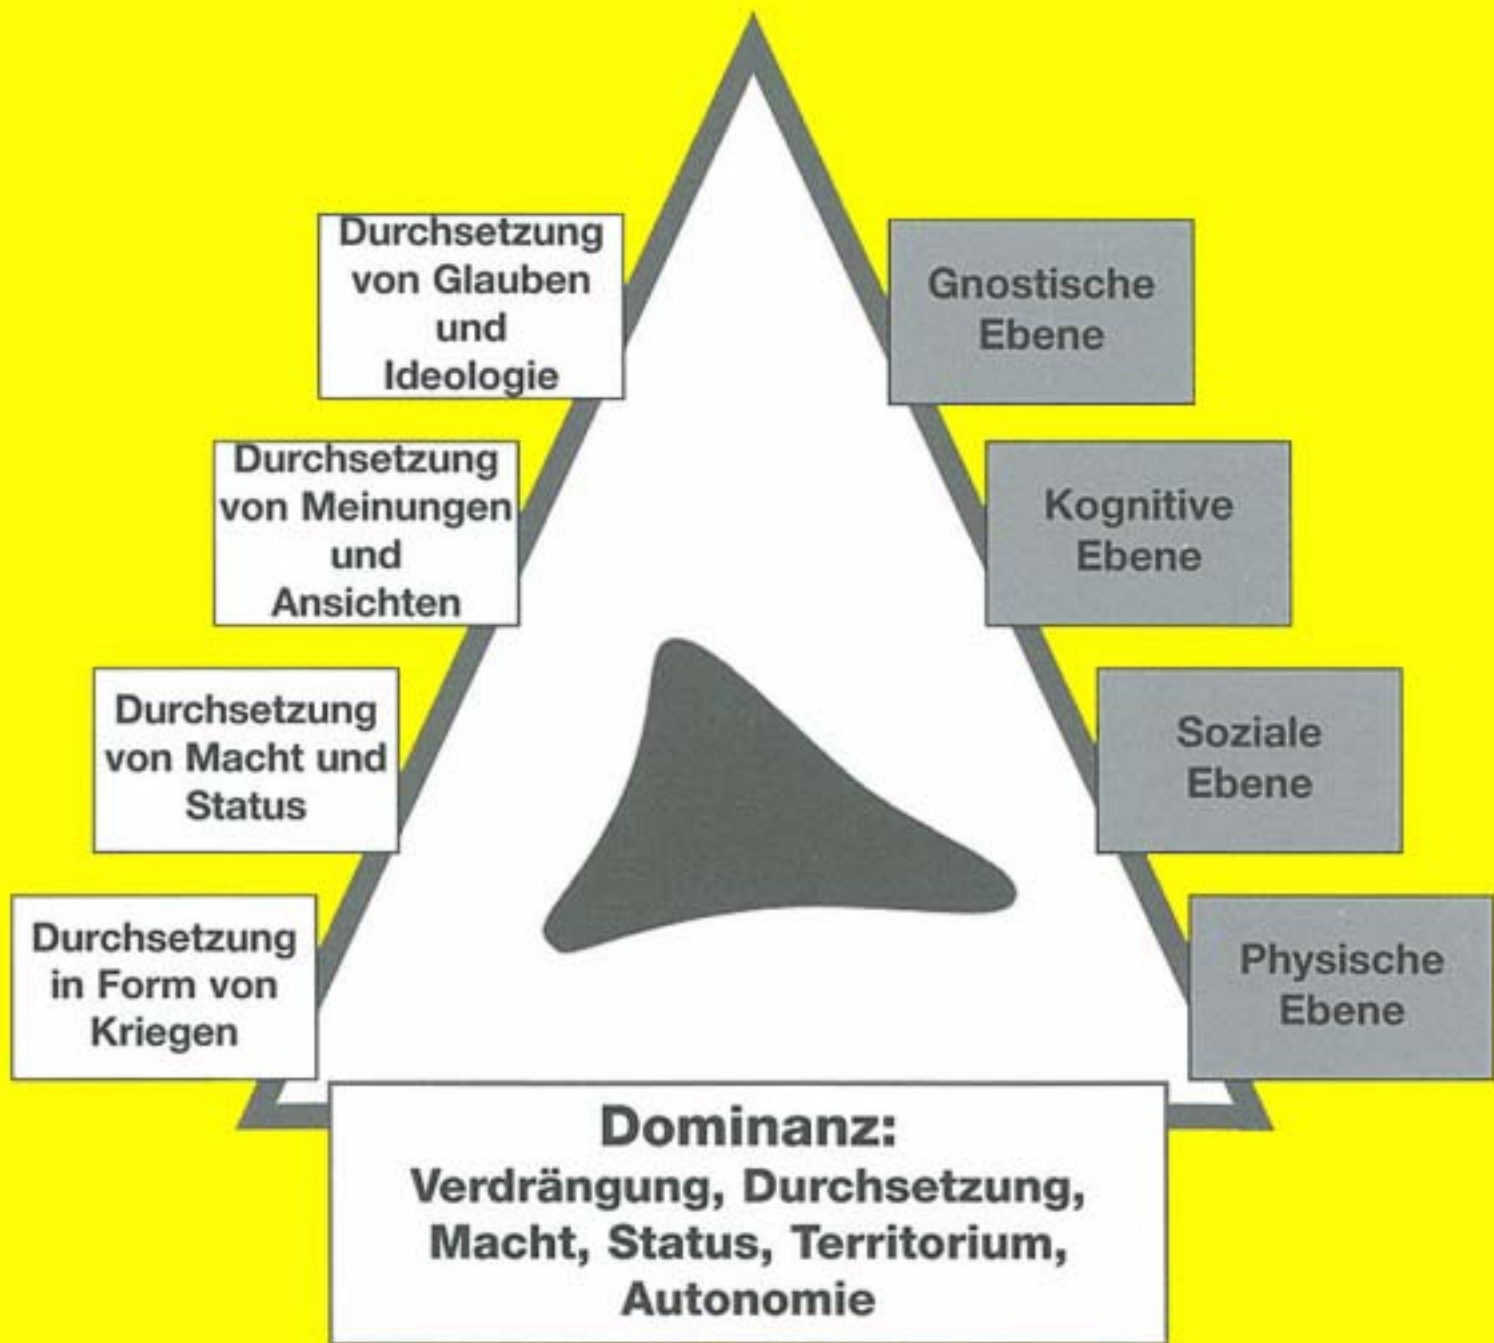 Durchsetzung
von Glauben
und
Ideologie
Gnostische
Ebene
Durchsetzung
von Meinungen
und
Ansichten
Kognitive
Ebene
Durchsetzung
von Macht und
Status
Soziale
Ebene
Durchsetzung
in Form von
Kriegen
Physische
Ebene
Dominanz:
Verdrängung, Durchsetzung,
Macht, Status, Territorium,
Autonomie